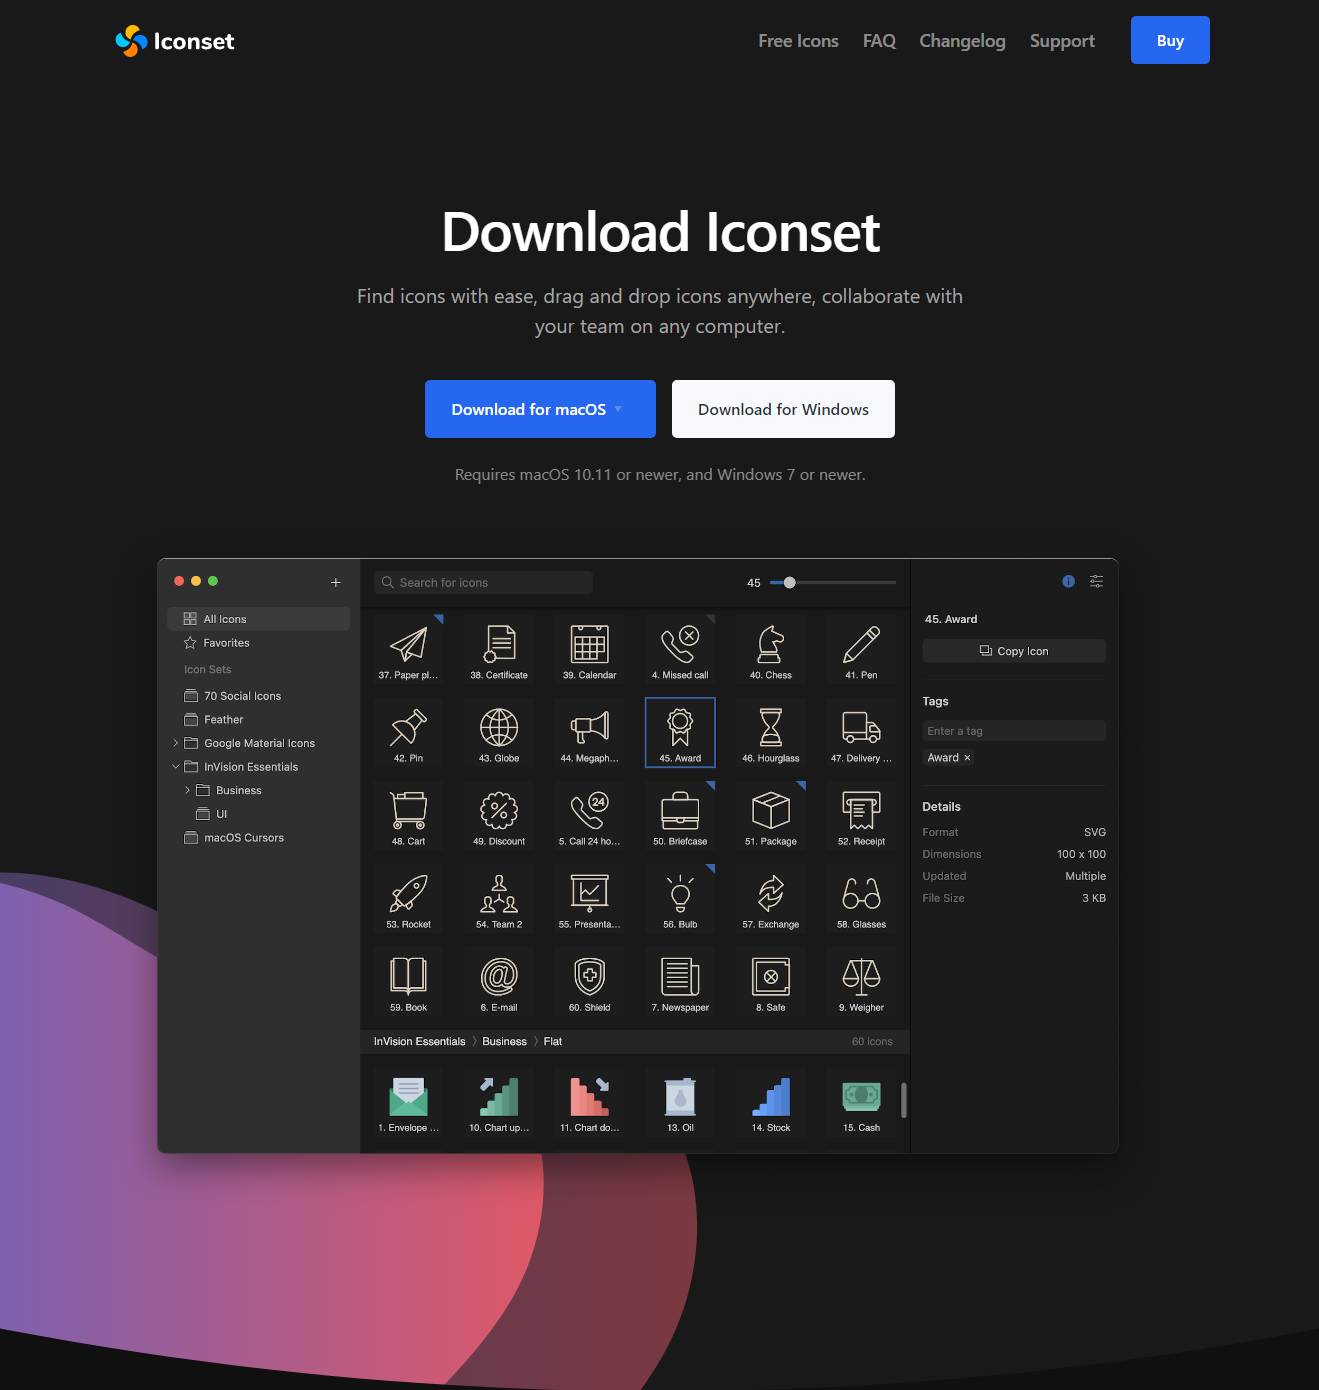 Iconset
Free Icons
FAQ
Changelog
Support
Buy
Download Iconset
Find icons with ease, drag and drop icons anywhere, collaborate with
your team on any computer.
Download for macOS
Download for Windows
Requires macOS 10.11 or newer, and Windows 7 or newer.
All Icons
Favorites
Icon Sets
70 Social Icons
Feather
Google Material Icons
InVision Essentials
Business
UI
macOS Cursors
Search for icons
45
37. Paper pl...
38. Certificate
39. Calendar
4. Missed call
40. Chess
41. Pen
42. Pin
43. Globe
44. Megaph...
45. Award
46. Hourglass
47. Delivery ...
48. Cart
49. Discount
24
5. Call 24 ho...
50. Briefcase
51. Package
52. Receipt
53. Rocket
54. Team 2
55. Presenta...
56. Bulb
57. Exchange
58. Glasses
59. Book
6. E-mail
60. Shield
7. Newspaper
8. Safe
9. Weigher
InVision Essentials
Business
Flat
60 icons
1. Envelope ...
10. Chart up...
11. Chart do...
13. Oil
14. Stock
15. Cash
45. Award
Copy Icon
Tags
Enter a tag
Award ×
Details
Format SVG
Dimensions 100 x 100
Updated Multiple
File Size 3 KB